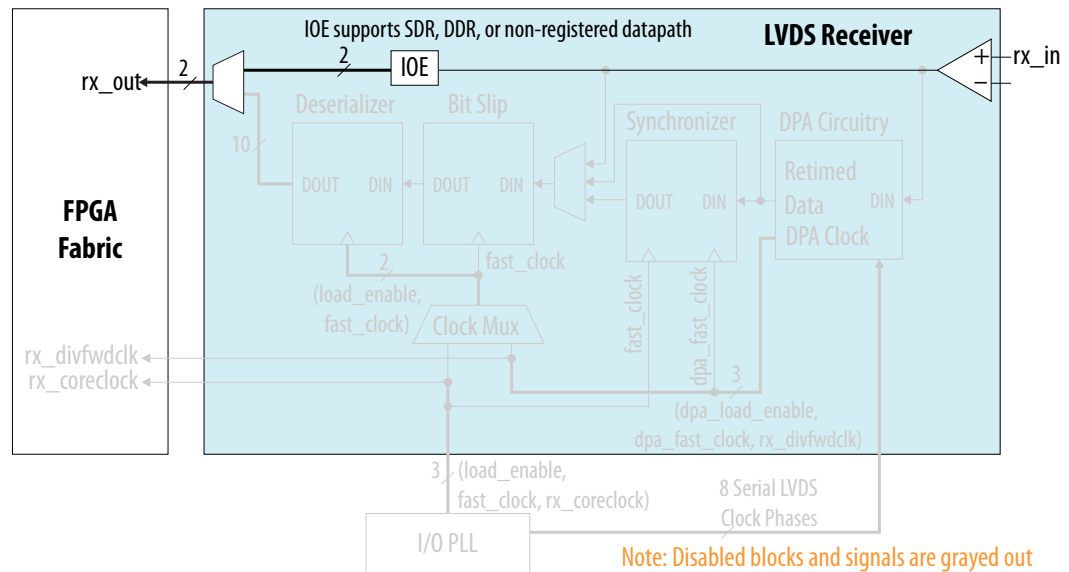 IOE supports SDR, DDR, or non-registered datapath
LVDS Receiver
rx_out
2
2
IOE
+
rx_in
−
Deserializer
Bit Slip
Synchronizer
DPA Circuitry
10
DOUT
DIN
DOUT
DIN
DOUT
DIN
Retimed
Data
DIN
DPA Clock
FPGA
Fabric
2
fast_clock
(load_enable,
fast_clock)
Clock Mux
fast_clock
dpa_fast_clock
rx_divfwdclk
rx_coreclock
3
(dpa_load_enable,
dpa_fast_clock, rx_divfwdclk)
3
(load_enable,
fast_clock, rx_coreclock)
8 Serial LVDS
Clock Phases
I/O PLL
Note: Disabled blocks and signals are grayed out